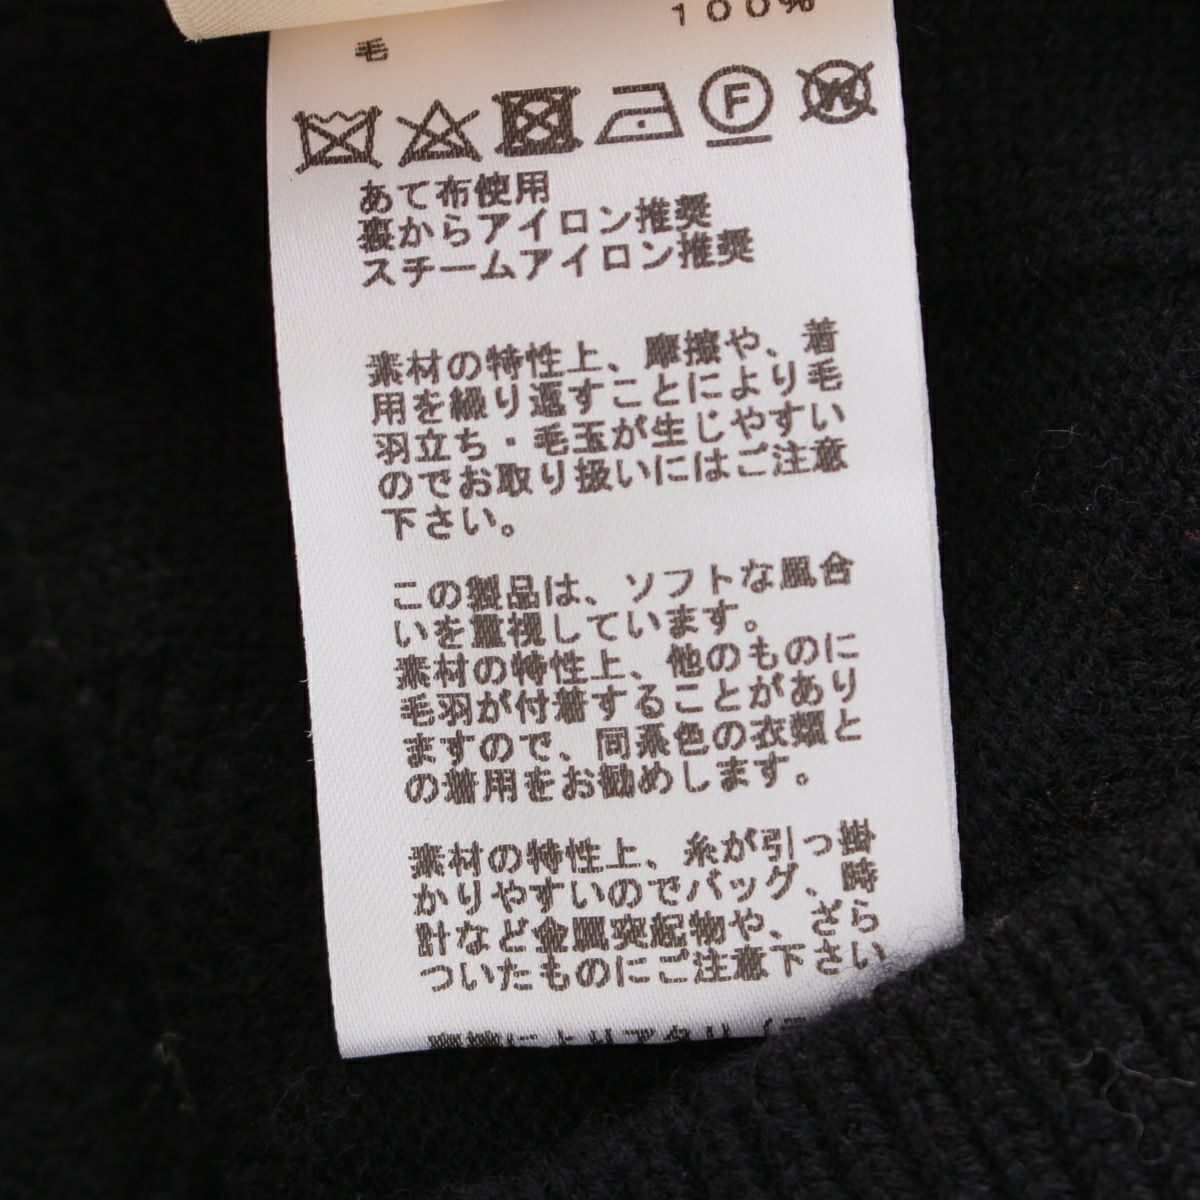 毛 100%
F W
あて布使用
裏からアイロン推奨
スチームアイロン推奨
素材の特性上、摩擦や、着
用を繰り返すことにより毛
羽立ち・毛玉が生じやすい
のでお取り扱いにはご注意
下さい。
この製品は、ソフトな風合
いを重視しています。
素材の特性上、他のものに
毛羽が付着することがあり
ますので、同系色の衣類と
の着用をお勧めします。
素材の特性上、糸が引っ掛
かりやすいのでバッグ、時
計など金属突起物や、ざら
ついたものにご注意下さい